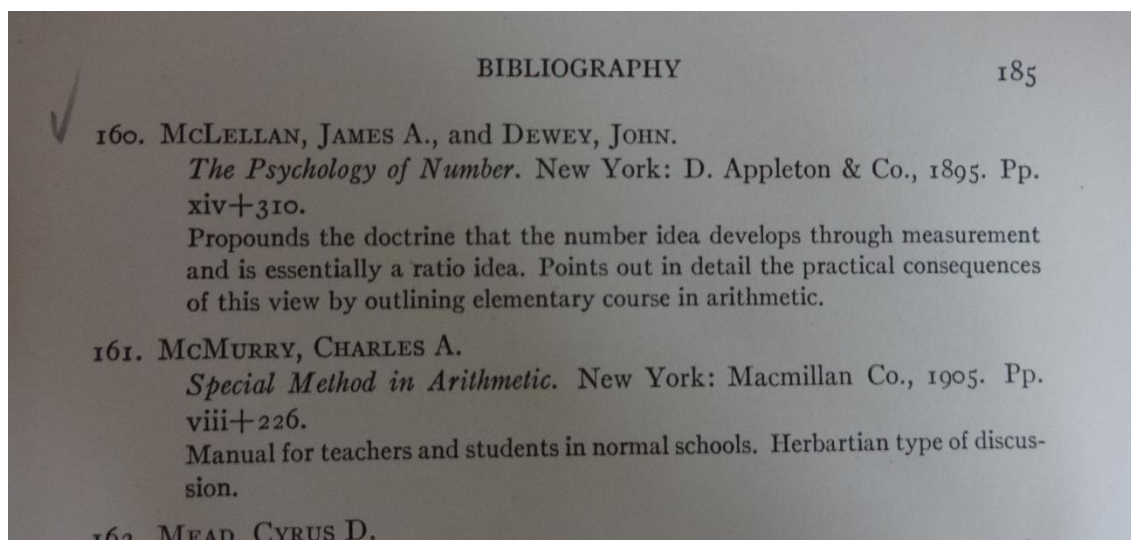 BIBLIOGRAPHY 185
160. MCLELLAN, JAMES A., and DEWEY, JOHN.
The Psychology of Number. New York: D. Appleton & Co., 1895. Pp.
xiv+310.
Propounds the doctrine that the number idea develops through measurement
and is essentially a ratio idea. Points out in detail the practical consequences
of this view by outlining elementary course in arithmetic.
161. MCMURRY, CHARLES A.
Special Method in Arithmetic. New York: Macmillan Co., 1905. Pp.
viii+226.
Manual for teachers and students in normal schools. Herbartian type of discus-
sion.
162. MEAD, CYRUS D.